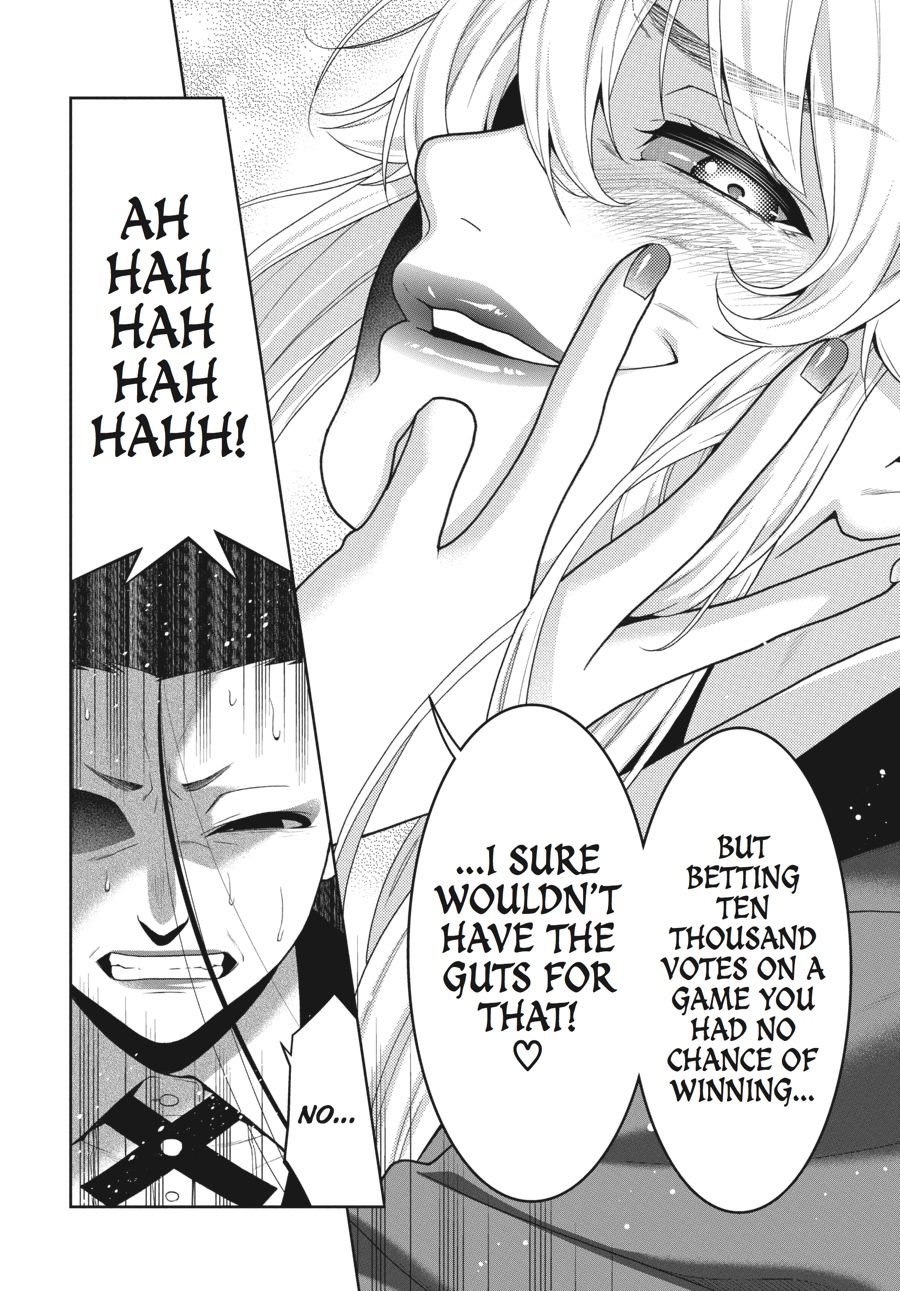 BUT
BETTING
TEN
THOUSAND
VOTES ON A
GAME YOU
HAD NO
CHANCE OF
WINNING...
...I SURE
WOULDN'T
HAVE THE
GUTS FOR
THAT!
♡
AH
HAH
HAH
HAH
HAHH!
NO...